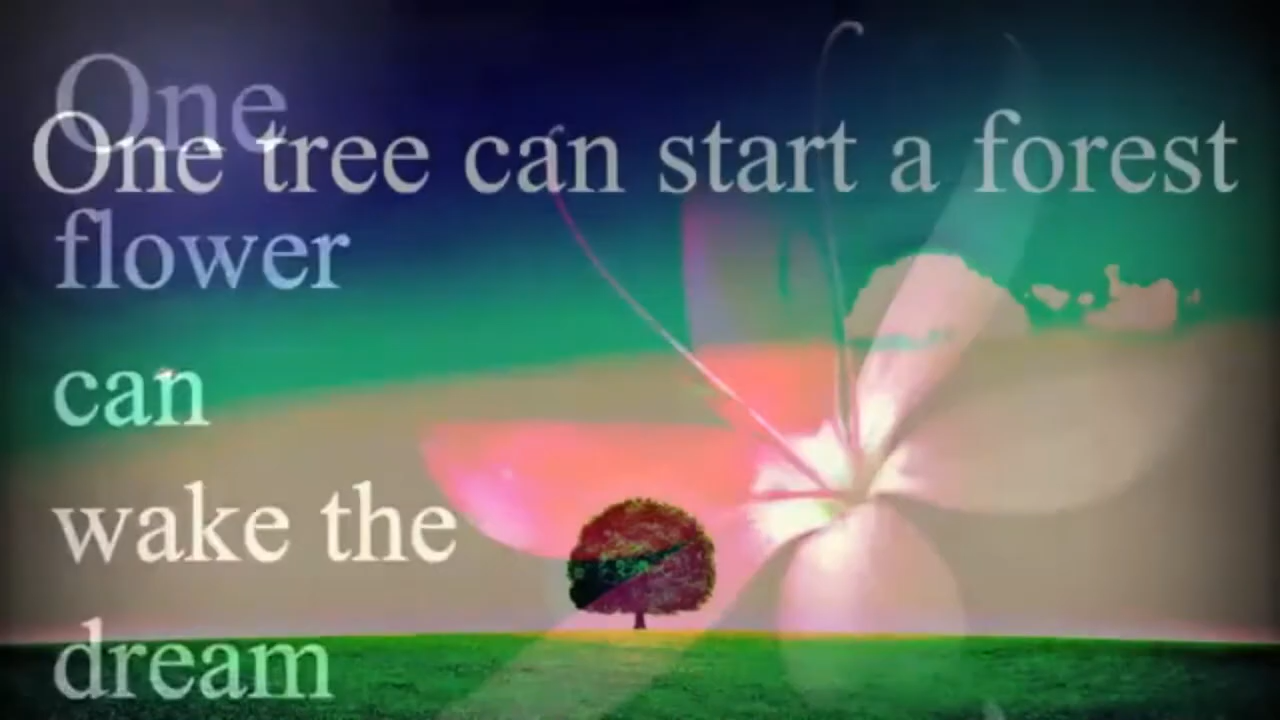 One
flower
can
wake the
dream
One tree can start a forest